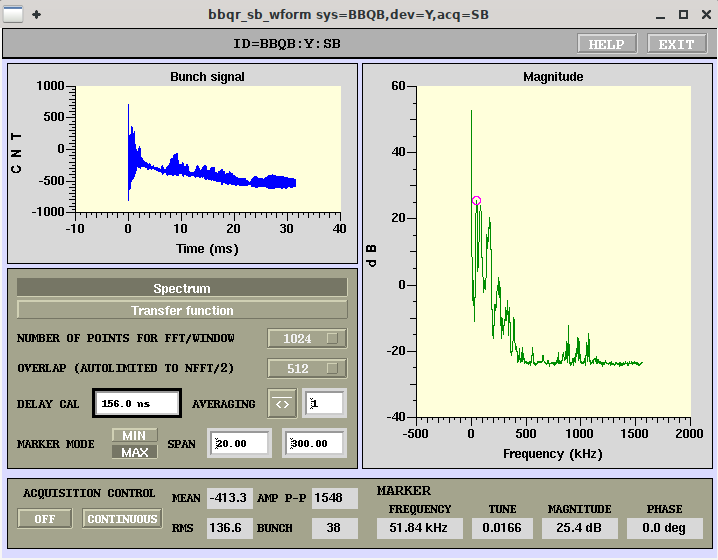 bbqr_sb_wform sys=BBQB,dev=Y,acq=SB
ID=BBQB:Y:SB
HELP
EXIT
Bunch signal
1000
500
0
-500
-1000
C N T
-10
0
10
20
30
40
Time (ms)
Magnitude
60
40
20
0
-20
-40
d B
-500
0
500
1000
1500
2000
Frequency (kHz)
Spectrum
Transfer function
NUMBER OF POINTS FOR FFT/WINDOW 1024
OVERLAP (AUTOLIMITED TO NFFT/2) 512
DELAY CAL 156.0 ns AVERAGING <> 1
MARKER MODE MIN MAX SPAN 20.00 300.00
ACQUISITION CONTROL
OFF CONTINUOUS
MEAN -413.3 AMP P-P 1548
RMS 136.6 BUNCH 38
MARKER
FREQUENCY TUNE MAGNITUDE PHASE
51.84 kHz 0.0166 25.4 dB 0.0 deg